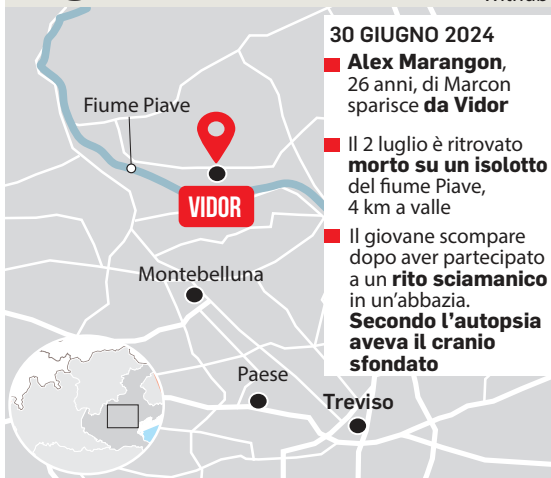 30 GIUGNO 2024
Alex Marangon,
26 anni, di Marcon
sparisce da Vidor
Il 2 luglio è ritrovato
morto su un isolotto
del fiume Piave,
4 km a valle
Il giovane scompare
dopo aver partecipato
a un rito sciamanico
in un'abbazia.
Secondo l'autopsia
aveva il cranio
sfondato
Fiume Piave
VIDOR
Montebelluna
Paese
Treviso